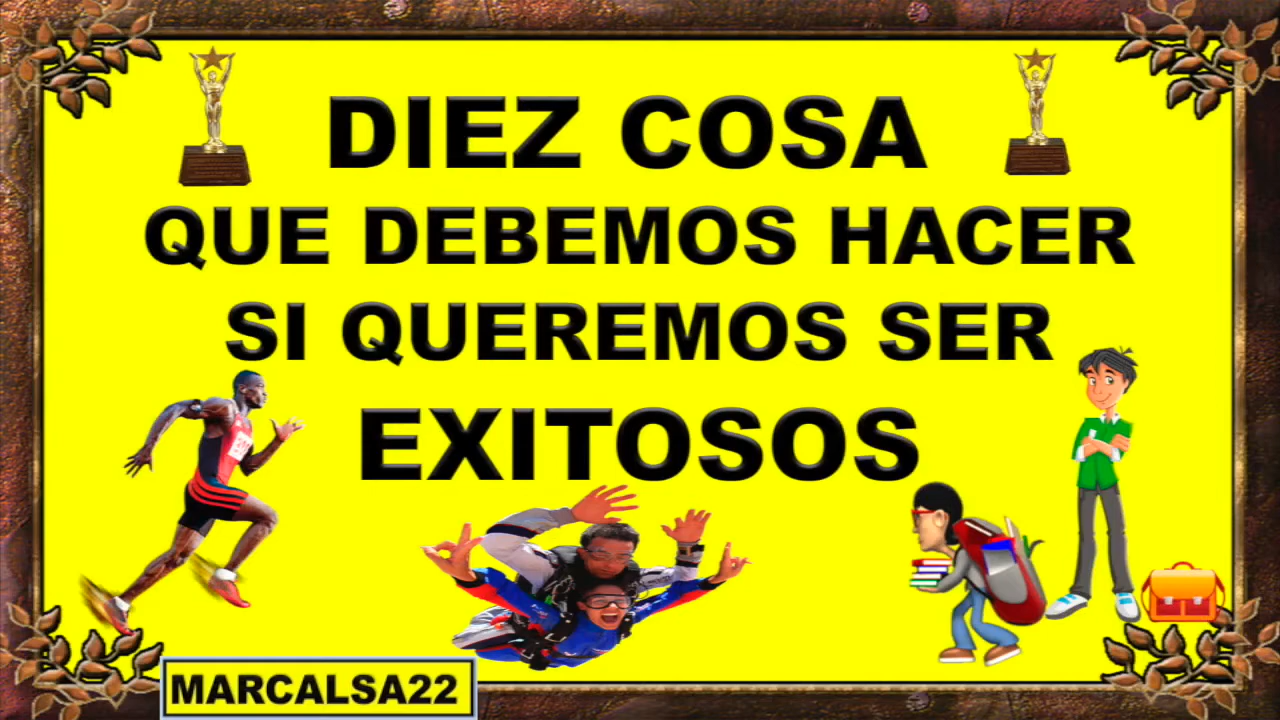 DIEZ COSA
QUE DEBEMOS HACER
SI QUEREMOS SER
EXITOSOS
MARCALSA22